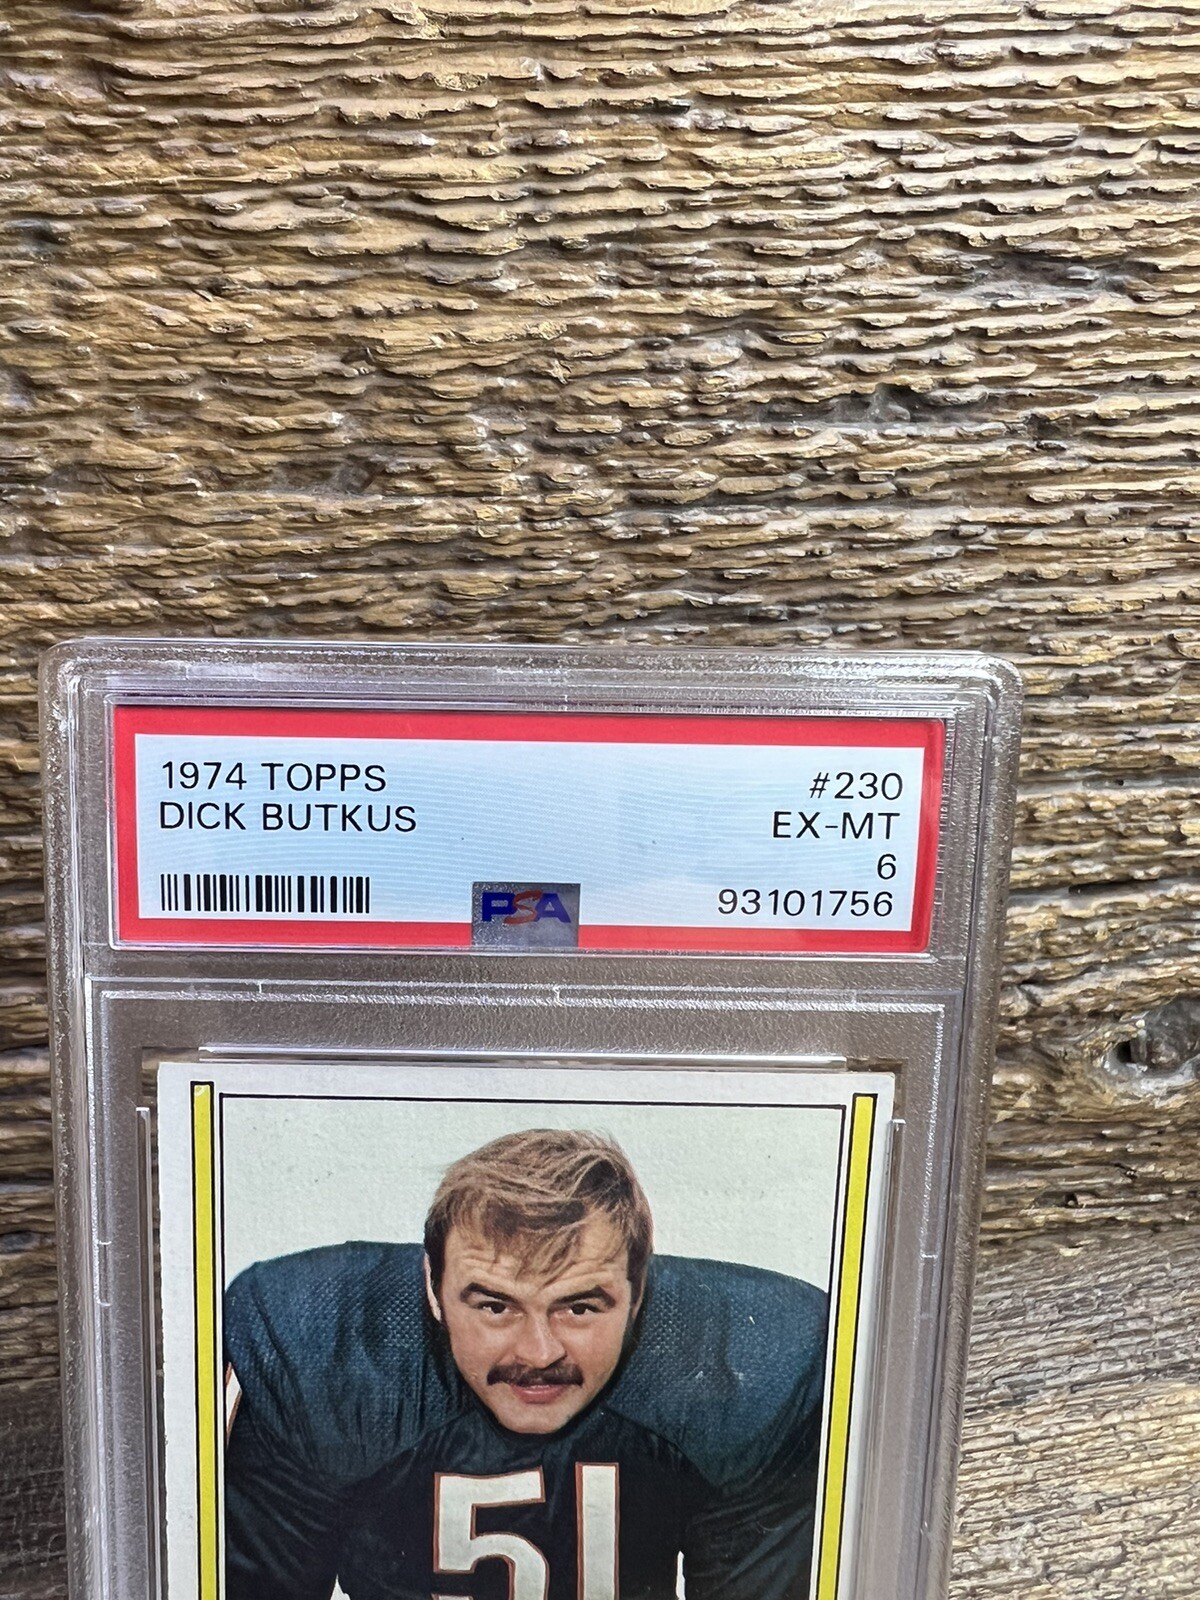 1974 TOPPS #230
DICK BUTKUS EX-MT
6
PSA 93101756
51